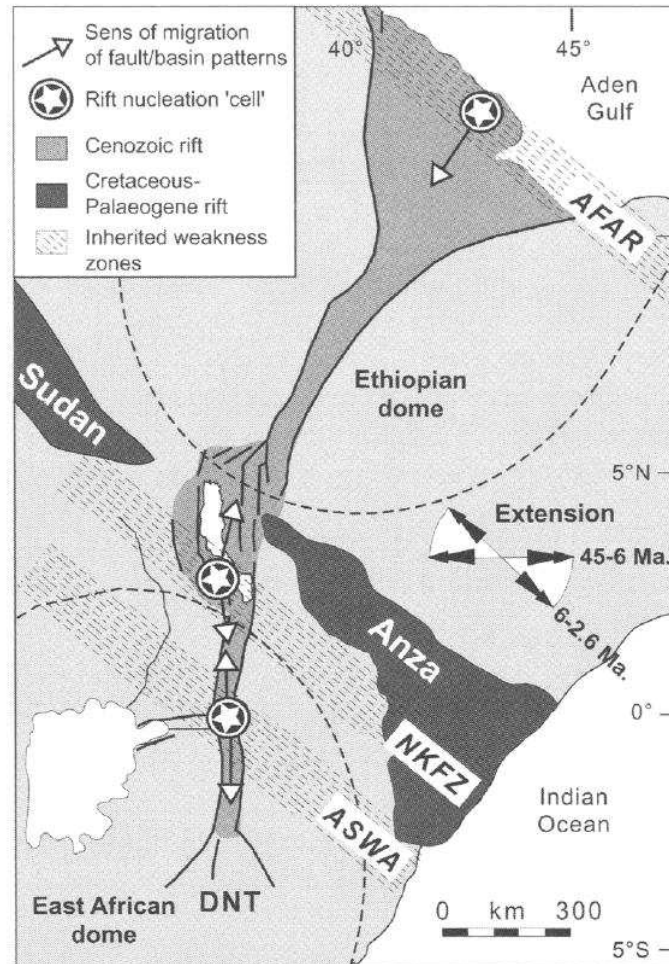 Sens of migration
of fault/basin patterns
Rift nucleation 'cell'
Cenozoic rift
Cretaceous-
Palaeogene rift
Inherited weakness
zones
40°
45°
Aden
Gulf
AFAR
Sudan
Ethiopian
dome
5°N
Extension
45-6 Ma.
6-2.6 Ma.
Anza
0°
NKFZ
Indian
Ocean
ASWA
East African
dome
DNT
0 km 300
5°S